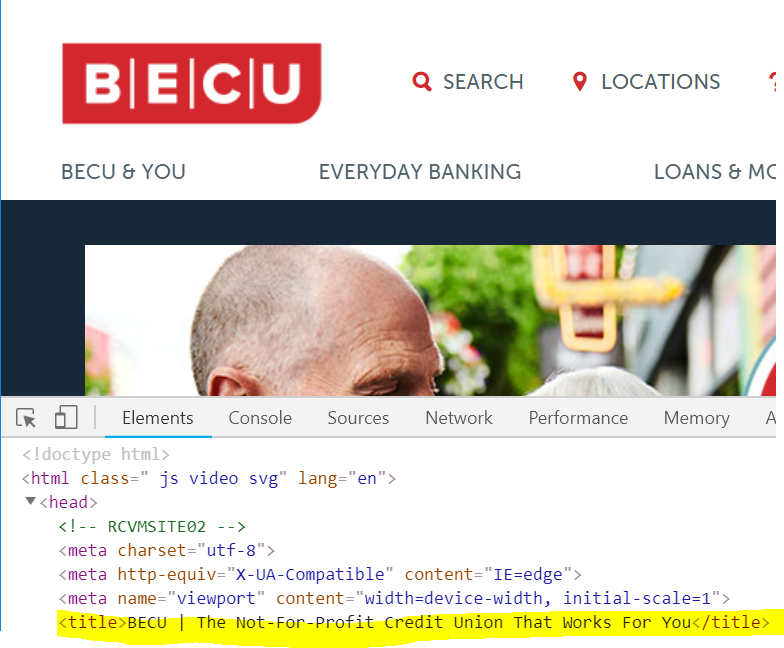 B|E|C|U
SEARCH LOCATIONS ?
BECU & YOU EVERYDAY BANKING LOANS & MO
Elements Console Sources Network Performance Memory A
<!doctype html>
<html class=" js video svg" lang="en">
▼<head>
<!-- RCVMSITE02 -->
<meta charset="utf-8">
<meta http-equiv="X-UA-Compatible" content="IE=edge">
<meta name="viewport" content="width=device-width, initial-scale=1">
<title>BECU | The Not-For-Profit Credit Union That Works For You</title>